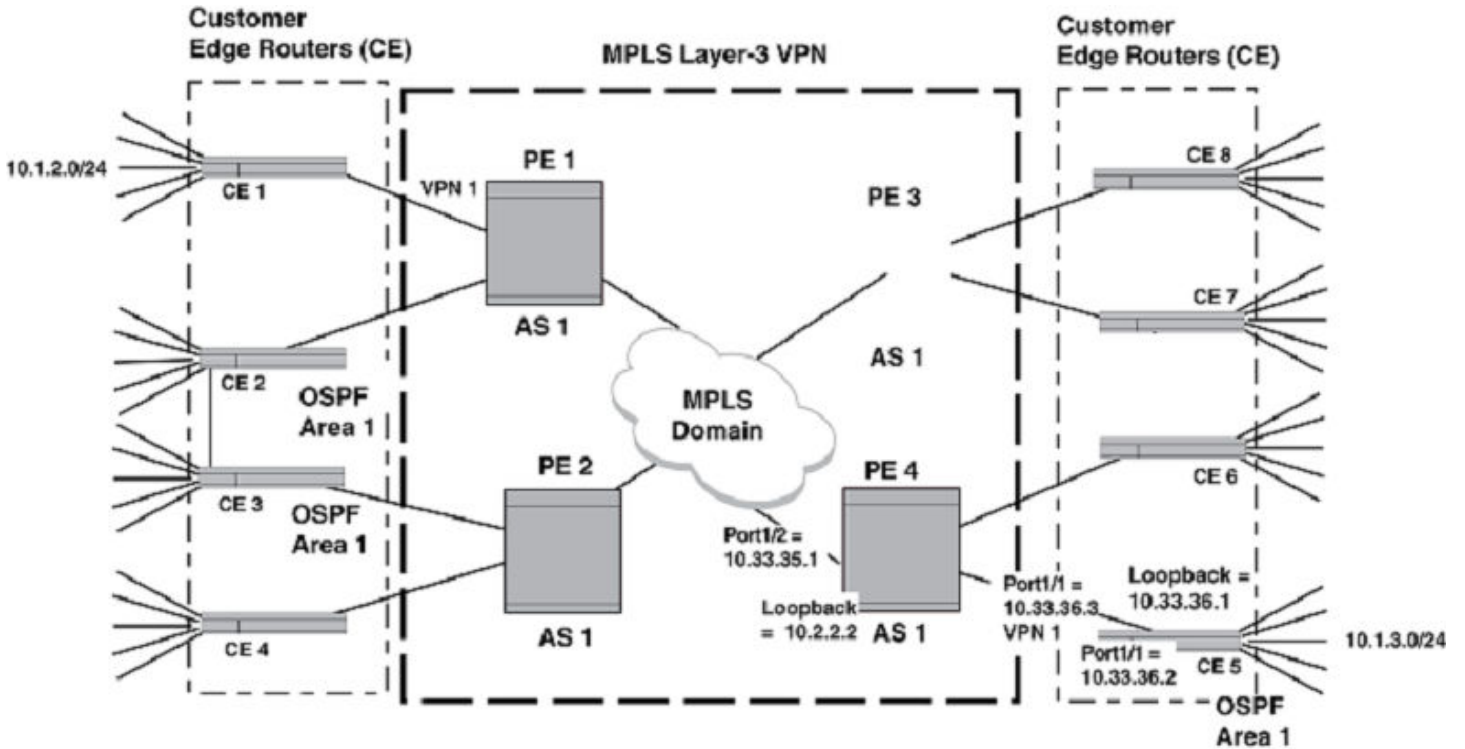 Customer
Edge Routers (CE)
MPLS Layer-3 VPN
Customer
Edge Routers (CE)
10.1.2.0/24
CE 1
VPN 1
PE 1
AS 1
PE 3
AS 1
CE 8
CE 7
CE 2
OSPF
Area 1
MPLS
Domain
CE 3
OSPF
Area 1
PE 2
AS 1
PE 4
AS 1
CE 6
Port1/2 =
10.33.35.1
Loopback
= 10.2.2.2
Port1/1 =
10.33.36.3
VPN 1
Loopback =
10.33.36.1
Port1/1 =
10.33.36.2
CE 5
10.1.3.0/24
OSPF
Area 1
CE 4